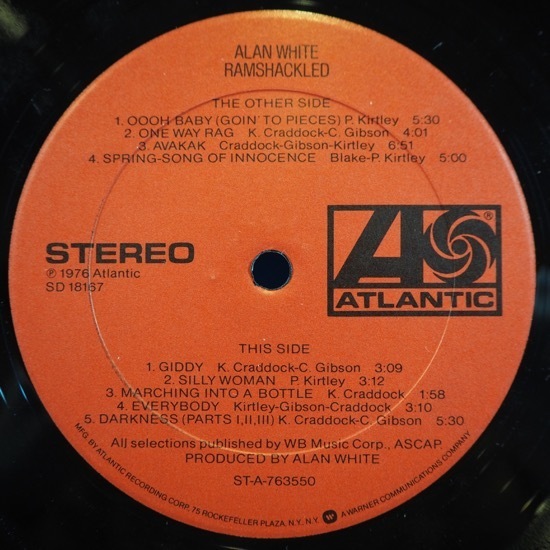 ALAN WHITE
RAMSHACKLED
THE OTHER SIDE
1. OOOH BABY (GOIN' TO PIECES) P. Kirtley 5:30
2. ONE WAY RAG K. Craddock-C. Gibson 4:01
3. AVAKAK Craddock-Gibson-Kirtley 6:51
4. SPRING-SONG OF INNOCENCE Blake-P. Kirtley 5:00
STEREO
℗ 1976 Atlantic
SD 18167
A
®
ATLANTIC
THIS SIDE
1. GIDDY K. Craddock-C. Gibson 3:09
2. SILLY WOMAN P. Kirtley 3:12
3. MARCHING INTO A BOTTLE K. Craddock 1:58
4. EVERYBODY Kirtley-Gibson-Craddock 3:10
5. DARKNESS (PARTS I,II,III) K. Craddock-C. Gibson 5:30
All selections published by WB Music Corp., ASCAP.
PRODUCED BY ALAN WHITE
ST-A-763550
MFG. BY ATLANTIC RECORDING CORP. 75 ROCKEFELLER PLAZA, N.Y. N.Y. W A WARNER COMMUNICATIONS COMPANY